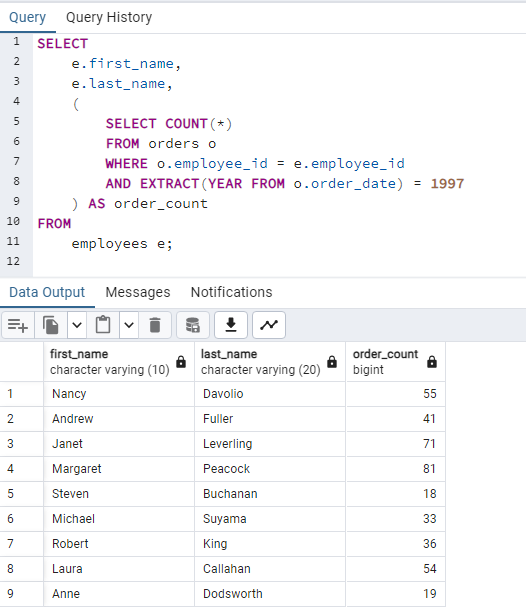 Query Query History
1 SELECT
2 e.first_name,
3 e.last_name,
4 (
5 SELECT COUNT(*)
6 FROM orders o
7 WHERE o.employee_id = e.employee_id
8 AND EXTRACT(YEAR FROM o.order_date) = 1997
9 ) AS order_count
10 FROM
11 employees e;
12
Data Output Messages Notifications
first_name last_name order_count
character varying (10) character varying (20) bigint
1 Nancy Davolio 55
2 Andrew Fuller 41
3 Janet Leverling 71
4 Margaret Peacock 81
5 Steven Buchanan 18
6 Michael Suyama 33
7 Robert King 36
8 Laura Callahan 54
9 Anne Dodsworth 19